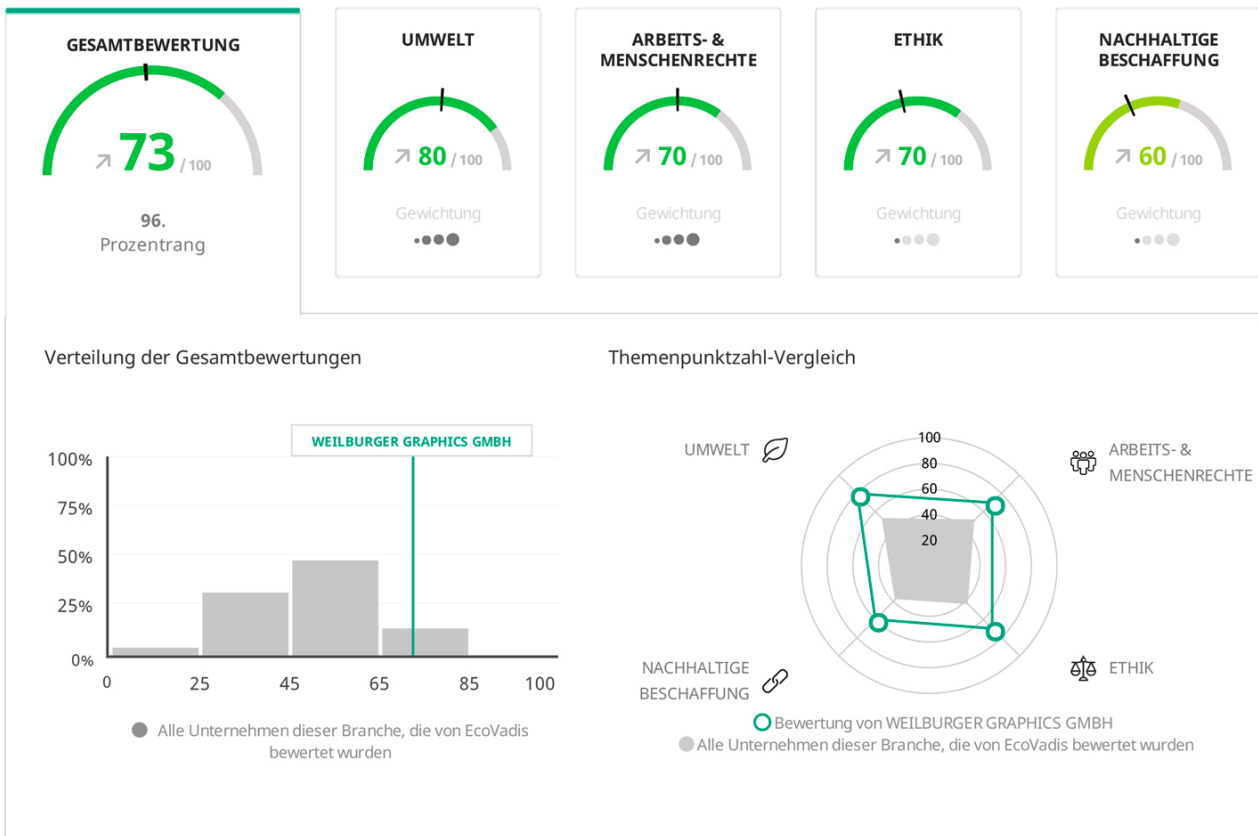 GESAMTBEWERTUNG
73 / 100
96.
Prozentrang
UMWELT
80 / 100
Gewichtung
ARBEITS- &
MENSCHENRECHTE
70 / 100
Gewichtung
ETHIK
70 / 100
Gewichtung
NACHHALTIGE
BESCHAFFUNG
60 / 100
Gewichtung
Verteilung der Gesamtbewertungen
WEILBURGER GRAPHICS GMBH
100%
75%
50%
25%
0%
0 25 45 65 85 100
Alle Unternehmen dieser Branche, die von EcoVadis
bewertet wurden
Themenpunktzahl-Vergleich
UMWELT
ARBEITS- &
MENSCHENRECHTE
100
80
60
40
20
NACHHALTIGE
BESCHAFFUNG
ETHIK
Bewertung von WEILBURGER GRAPHICS GMBH
Alle Unternehmen dieser Branche, die von EcoVadis bewertet wurden